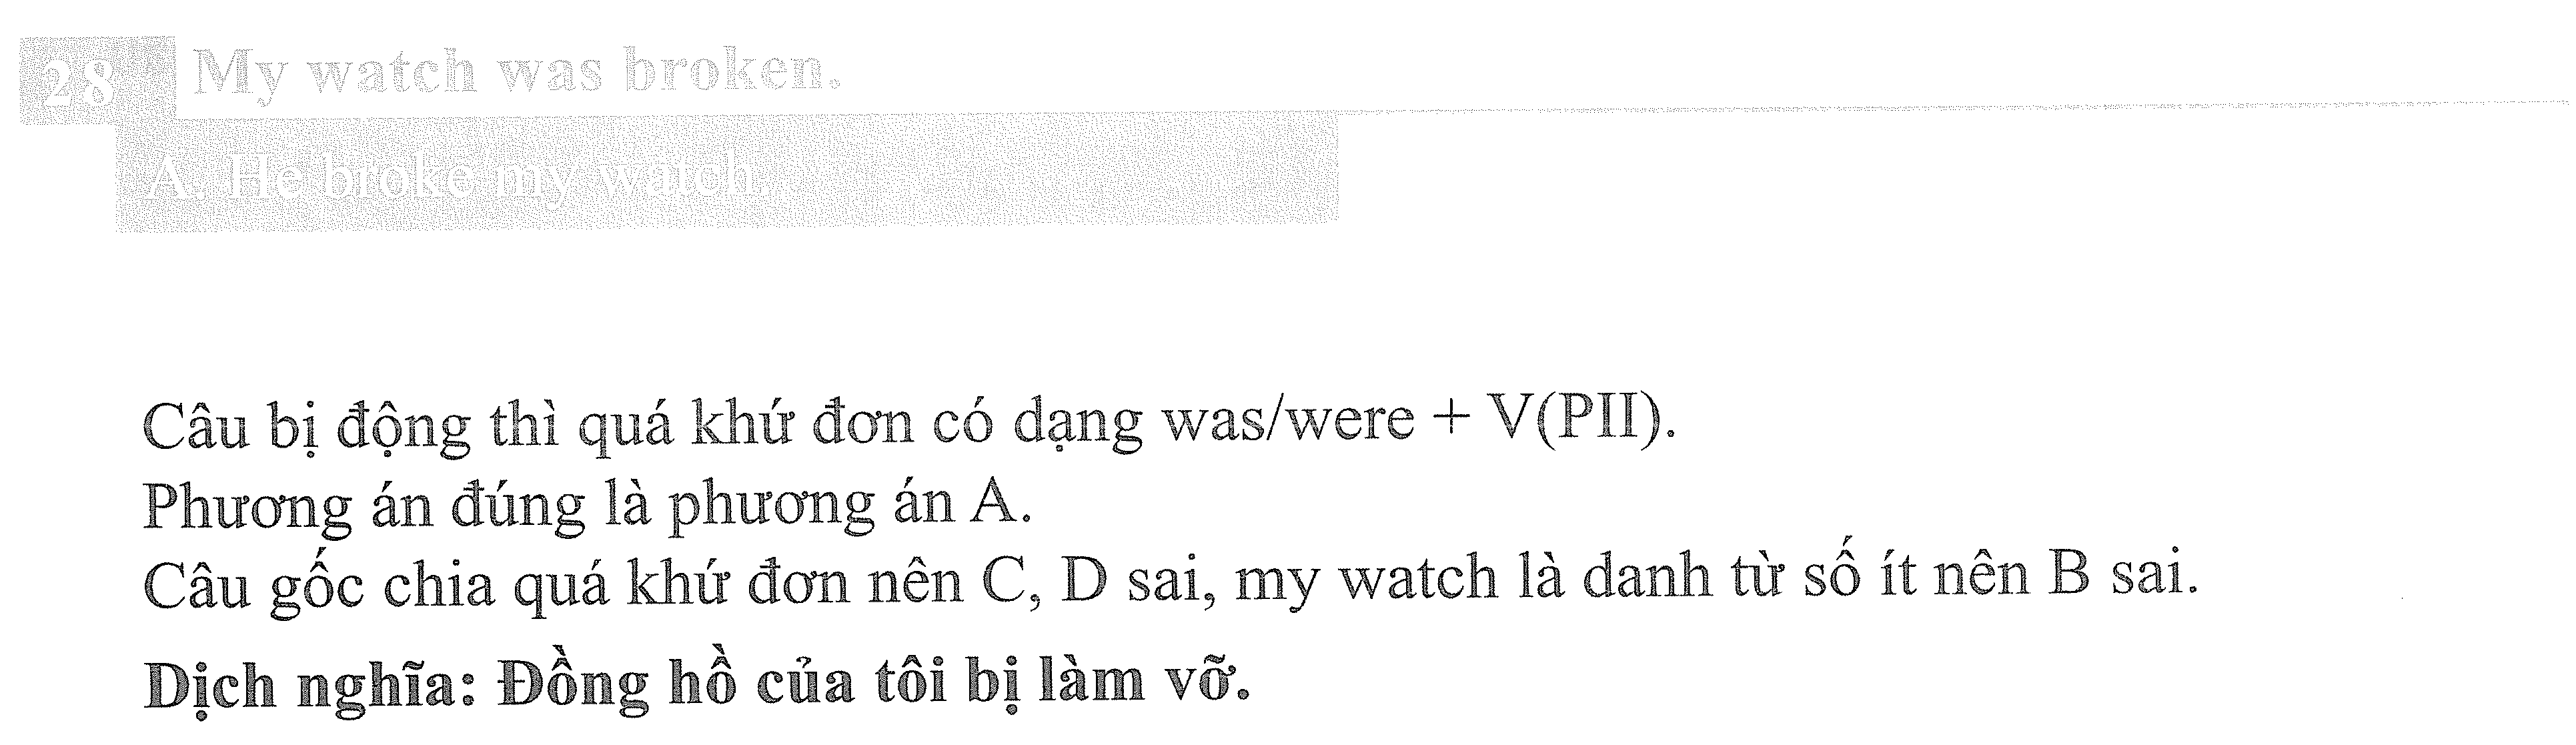 28 My watch was broken.
A. He broke my watch.
Câu bị động thì quá khứ đơn có dạng was/were + V(PII).
Phương án đúng là phương án A.
Câu gốc chia quá khứ đơn nên C, D sai, my watch là danh từ số ít nên B sai.
Dịch nghĩa: Đồng hồ của tôi bị làm vỡ.